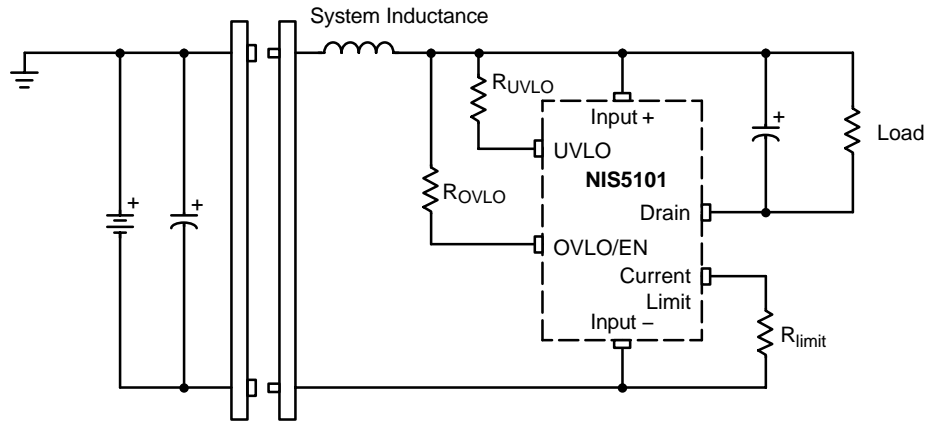 System Inductance
R_UVLO
Input +
+
Load
UVLO
NIS5101
R_OVLO
Drain
+
+
OVLO/EN
Current
Limit
Input −
R_limit